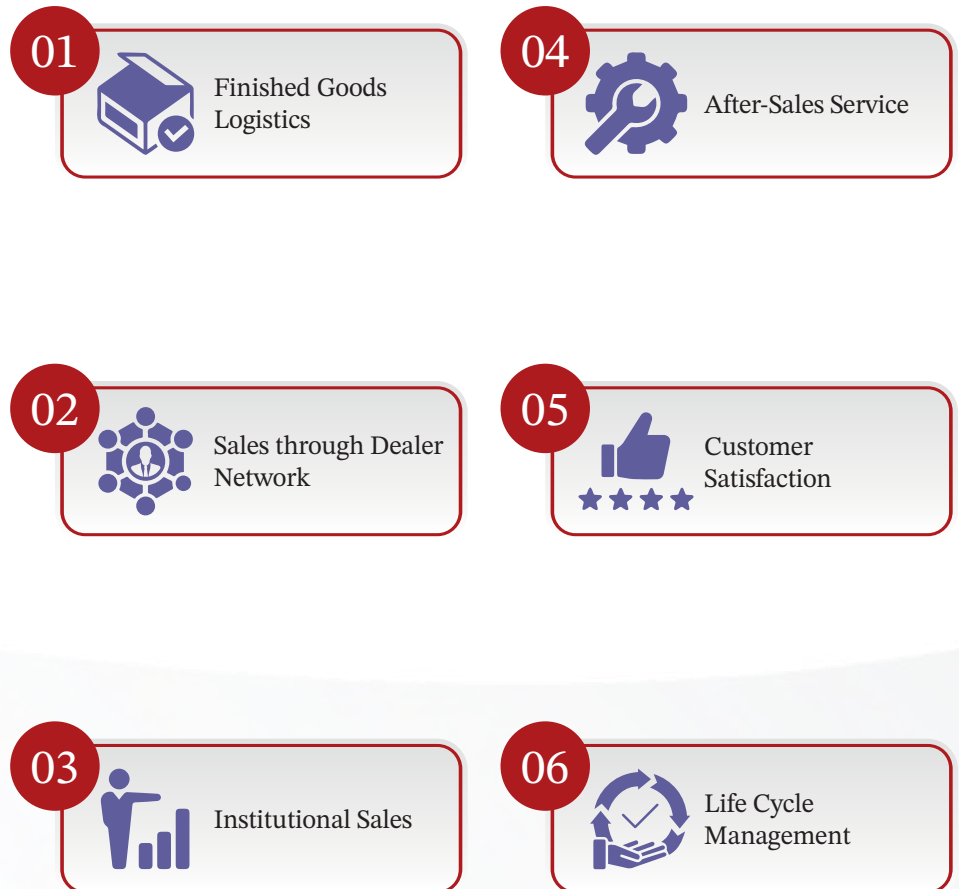 01
Finished Goods
Logistics
02
Sales through Dealer
Network
03
Institutional Sales
04
After-Sales Service
05
Customer
Satisfaction
06
Life Cycle
Management